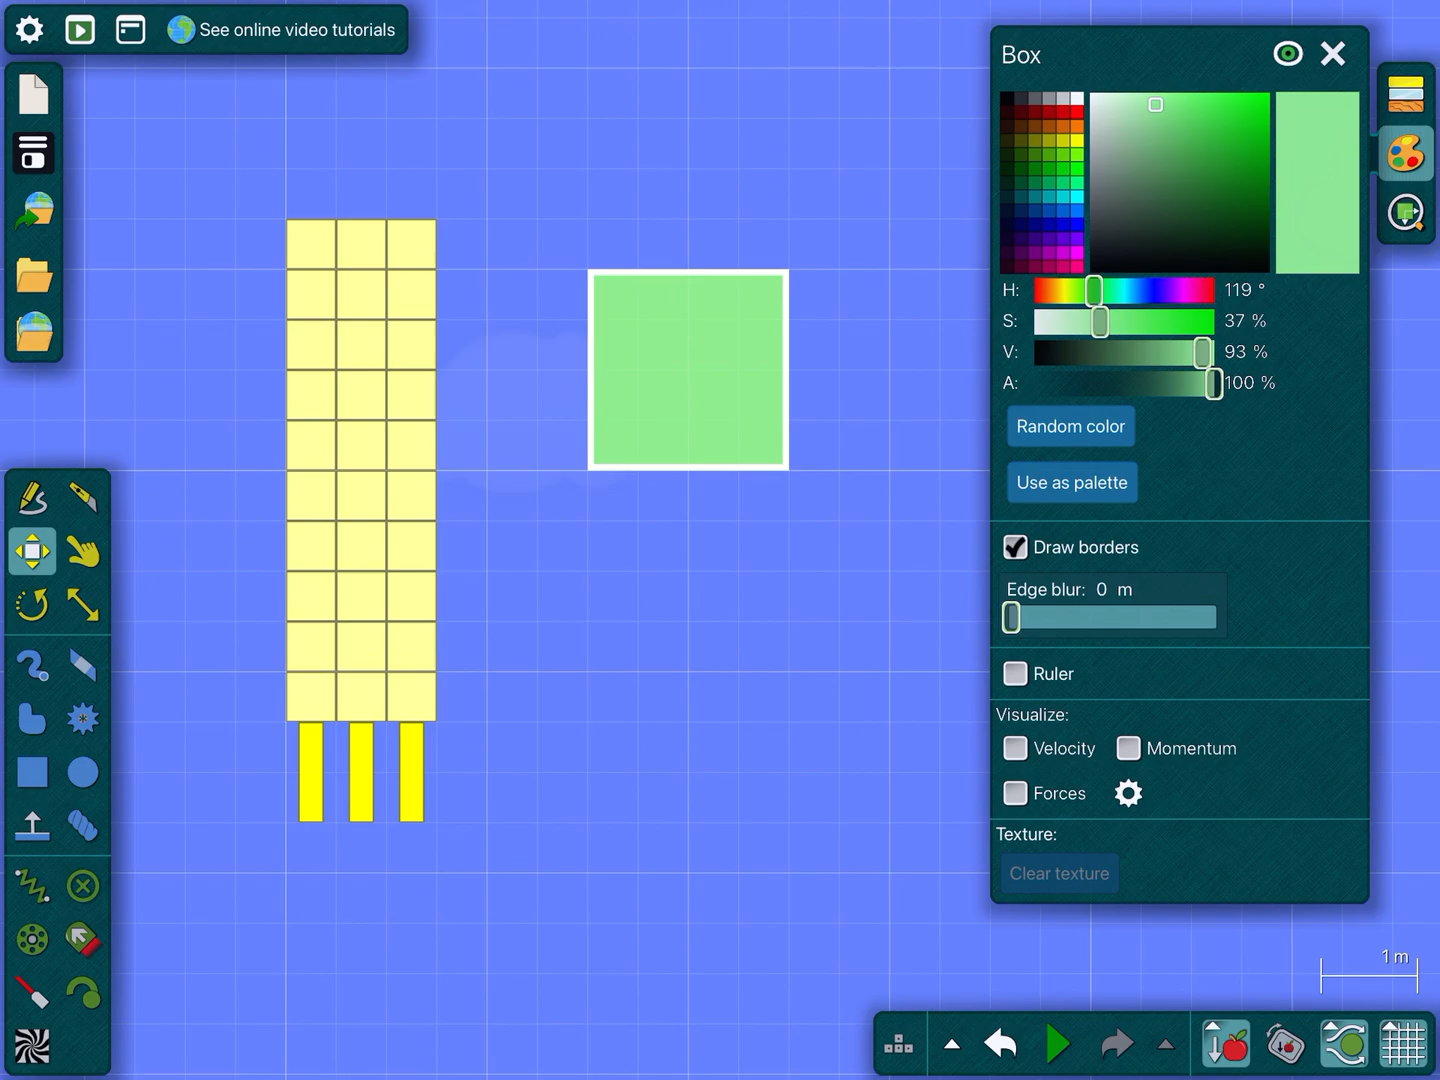 See online video tutorials
Box
H: 119 °
S: 37 %
V: 93 %
A: 100 %
Random color
Use as palette
Draw borders
Edge blur: 0 m
Ruler
Visualize:
Velocity Momentum
Forces
Texture:
Clear texture
1 m